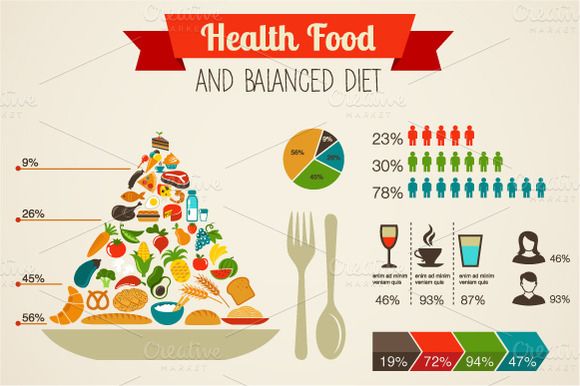 Health Food
AND BALANCED DIET
9%
26%
45%
56%
56%
9%
26%
45%
23%
30%
78%
enim ad minim
veniam quis
46%
enim ad minim
veniam quis
93%
enim ad minim
veniam quis
87%
46%
93%
19%
72%
94%
47%
Creative
MARKET